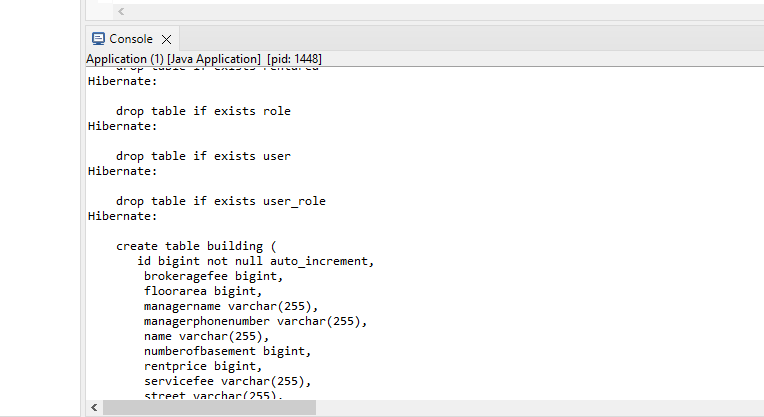 Console
Application (1) [Java Application] [pid: 1448]
drop table if exists rentarea
Hibernate:
drop table if exists role
Hibernate:
drop table if exists user
Hibernate:
drop table if exists user_role
Hibernate:
create table building (
id bigint not null auto_increment,
brokeragefee bigint,
floorarea bigint,
managername varchar(255),
managerphonenumber varchar(255),
name varchar(255),
numberofbasement bigint,
rentprice bigint,
servicefee varchar(255),
street varchar(255),